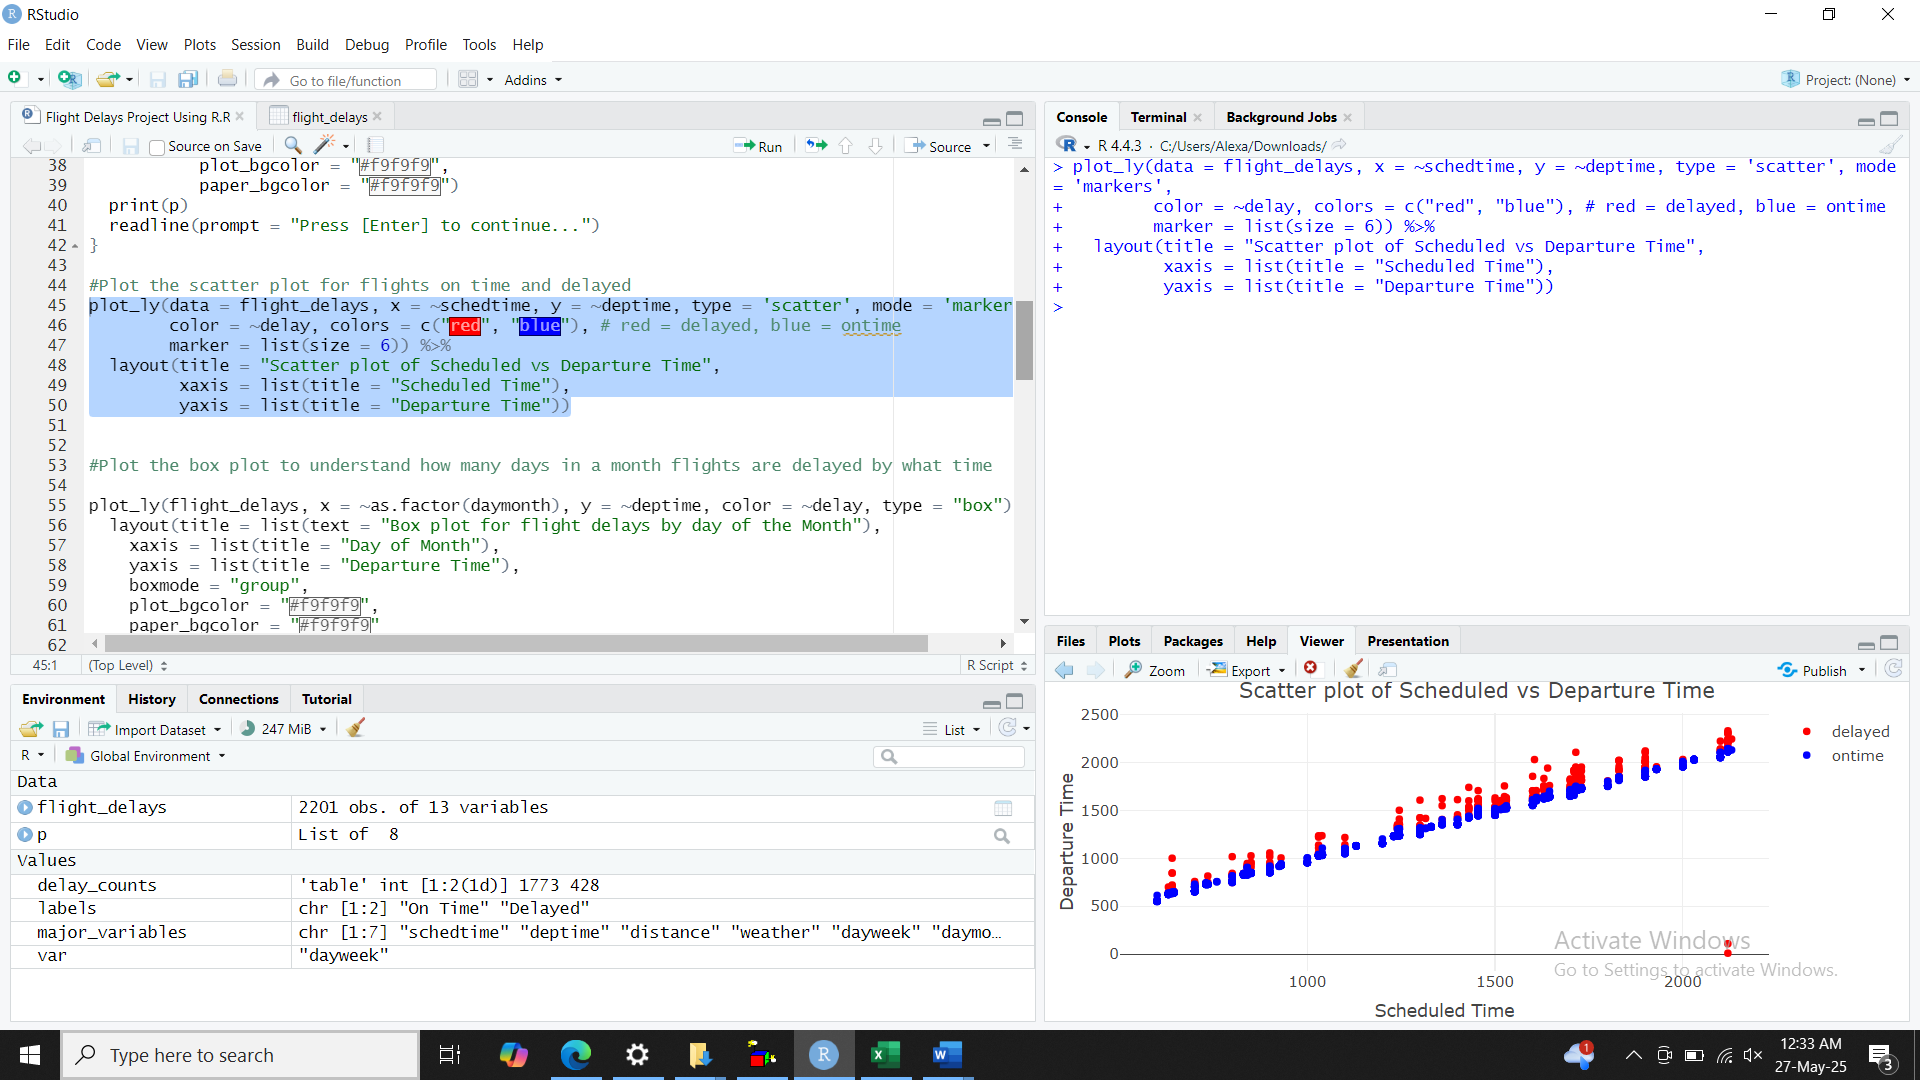 RStudio
File Edit Code View Plots Session Build Debug Profile Tools Help
Go to file/function Addins Project: (None)
Flight Delays Project Using R.R flight_delays
Source on Save Run Source
38 plot_bgcolor = "#f9f9f9",
39 paper_bgcolor = "#f9f9f9")
40 print(p)
41 readline(prompt = "Press [Enter] to continue...")
42 }
43
44 #Plot the scatter plot for flights on time and delayed
45 plot_ly(data = flight_delays, x = ~schedtime, y = ~deptime, type = 'scatter', mode = 'marker
46 color = ~delay, colors = c("red", "blue"), # red = delayed, blue = ontime
47 marker = list(size = 6)) %>%
48 layout(title = "Scatter plot of Scheduled vs Departure Time",
49 xaxis = list(title = "Scheduled Time"),
50 yaxis = list(title = "Departure Time"))
51
52
53 #Plot the box plot to understand how many days in a month flights are delayed by what time
54
55 plot_ly(flight_delays, x = ~as.factor(daymonth), y = ~deptime, color = ~delay, type = "box")
56 layout(title = list(text = "Box plot for flight delays by day of the Month"),
57 xaxis = list(title = "Day of Month"),
58 yaxis = list(title = "Departure Time"),
59 boxmode = "group",
60 plot_bgcolor = "#f9f9f9",
61 paper_bgcolor = "#f9f9f9"
62
45:1 (Top Level) R Script
Environment History Connections Tutorial
Import Dataset 247 MiB List
R Global Environment
Data
flight_delays 2201 obs. of 13 variables
p List of 8
Values
delay_counts 'table' int [1:2(1d)] 1773 428
labels chr [1:2] "On Time" "Delayed"
major_variables chr [1:7] "schedtime" "deptime" "distance" "weather" "dayweek" "daymo…
var "dayweek"
Console Terminal Background Jobs
R 4.4.3 · C:/Users/Alexa/Downloads/
> plot_ly(data = flight_delays, x = ~schedtime, y = ~deptime, type = 'scatter', mode
= 'markers',
+ color = ~delay, colors = c("red", "blue"), # red = delayed, blue = ontime
+ marker = list(size = 6)) %>%
+ layout(title = "Scatter plot of Scheduled vs Departure Time",
+ xaxis = list(title = "Scheduled Time"),
+ yaxis = list(title = "Departure Time"))
>
Files Plots Packages Help Viewer Presentation
Zoom Export Publish
Scatter plot of Scheduled vs Departure Time
2500
2000
1500
1000
500
0
Departure Time
1000 1500 2000
Scheduled Time
delayed
ontime
Activate Windows
Go to Settings to activate Windows.
Type here to search
1
12:33 AM
27-May-25
3